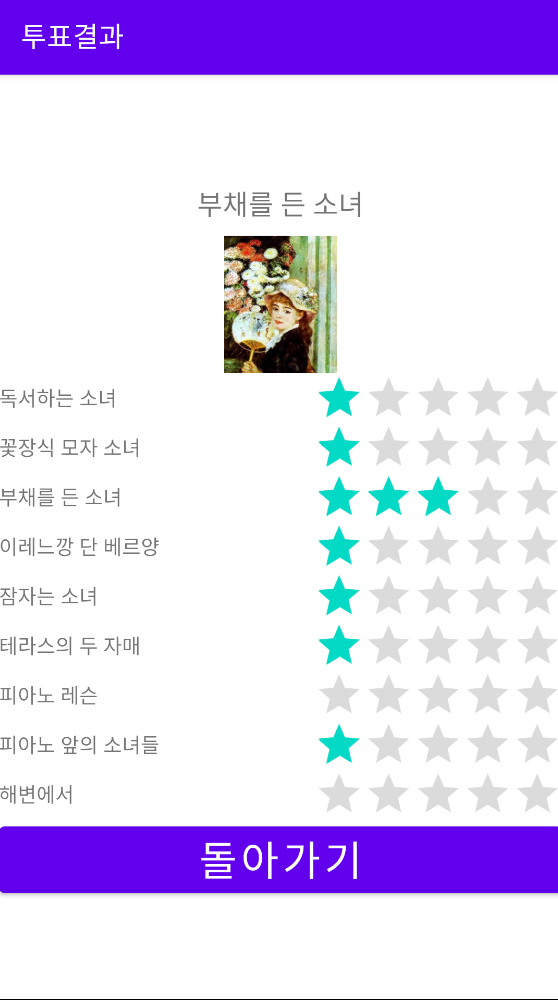 투표결과
부채를 든 소녀
독서하는 소녀
꽃장식 모자 소녀
부채를 든 소녀
이레느깡 단 베르양
잠자는 소녀
테라스의 두 자매
피아노 레슨
피아노 앞의 소녀들
해변에서
돌아가기